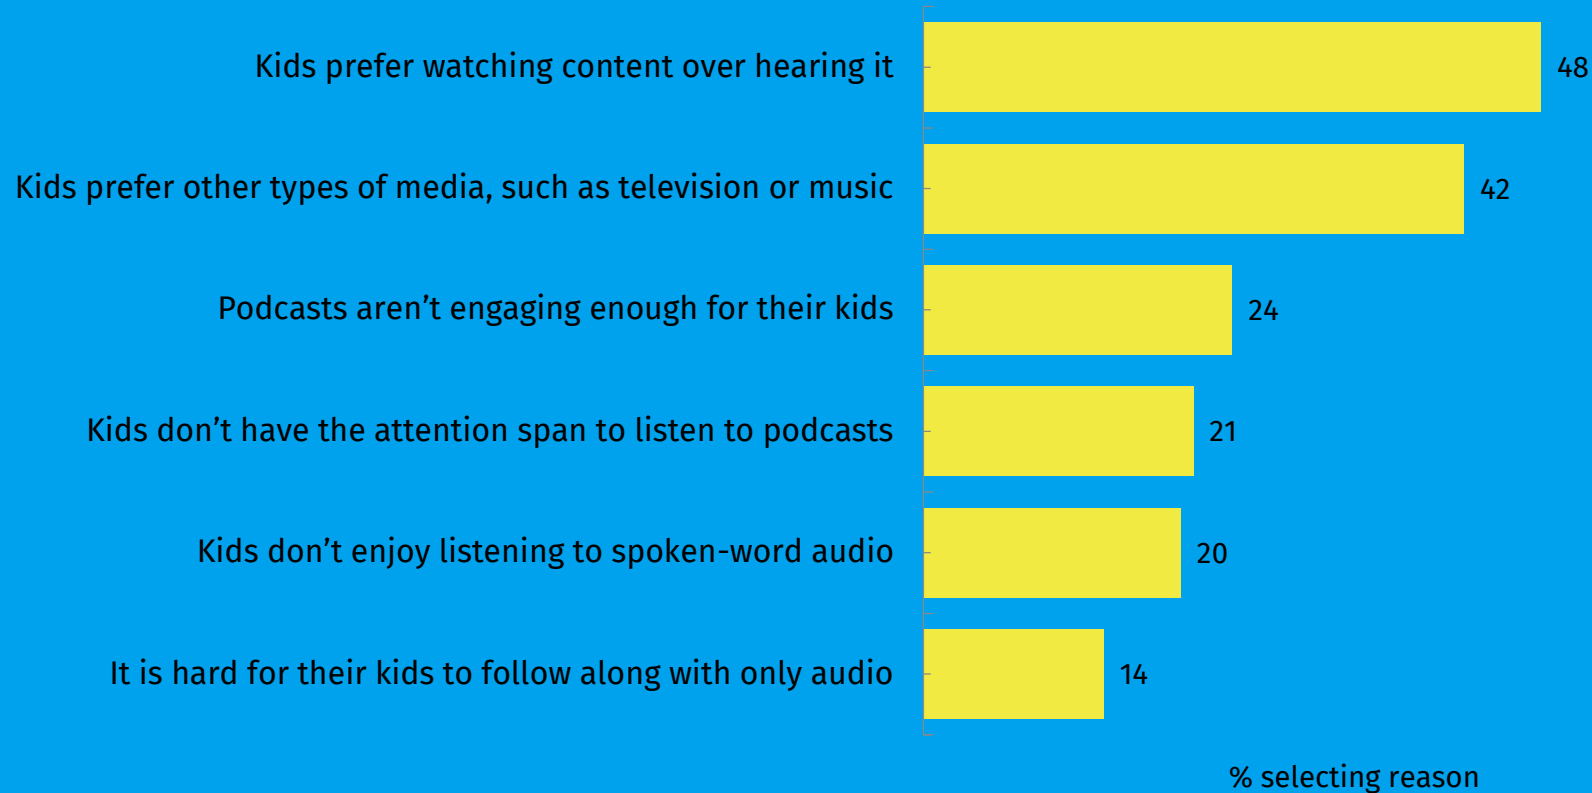 Kids prefer watching content over hearing it 48
Kids prefer other types of media, such as television or music 42
Podcasts aren’t engaging enough for their kids 24
Kids don’t have the attention span to listen to podcasts 21
Kids don’t enjoy listening to spoken-word audio 20
It is hard for their kids to follow along with only audio 14
% selecting reason